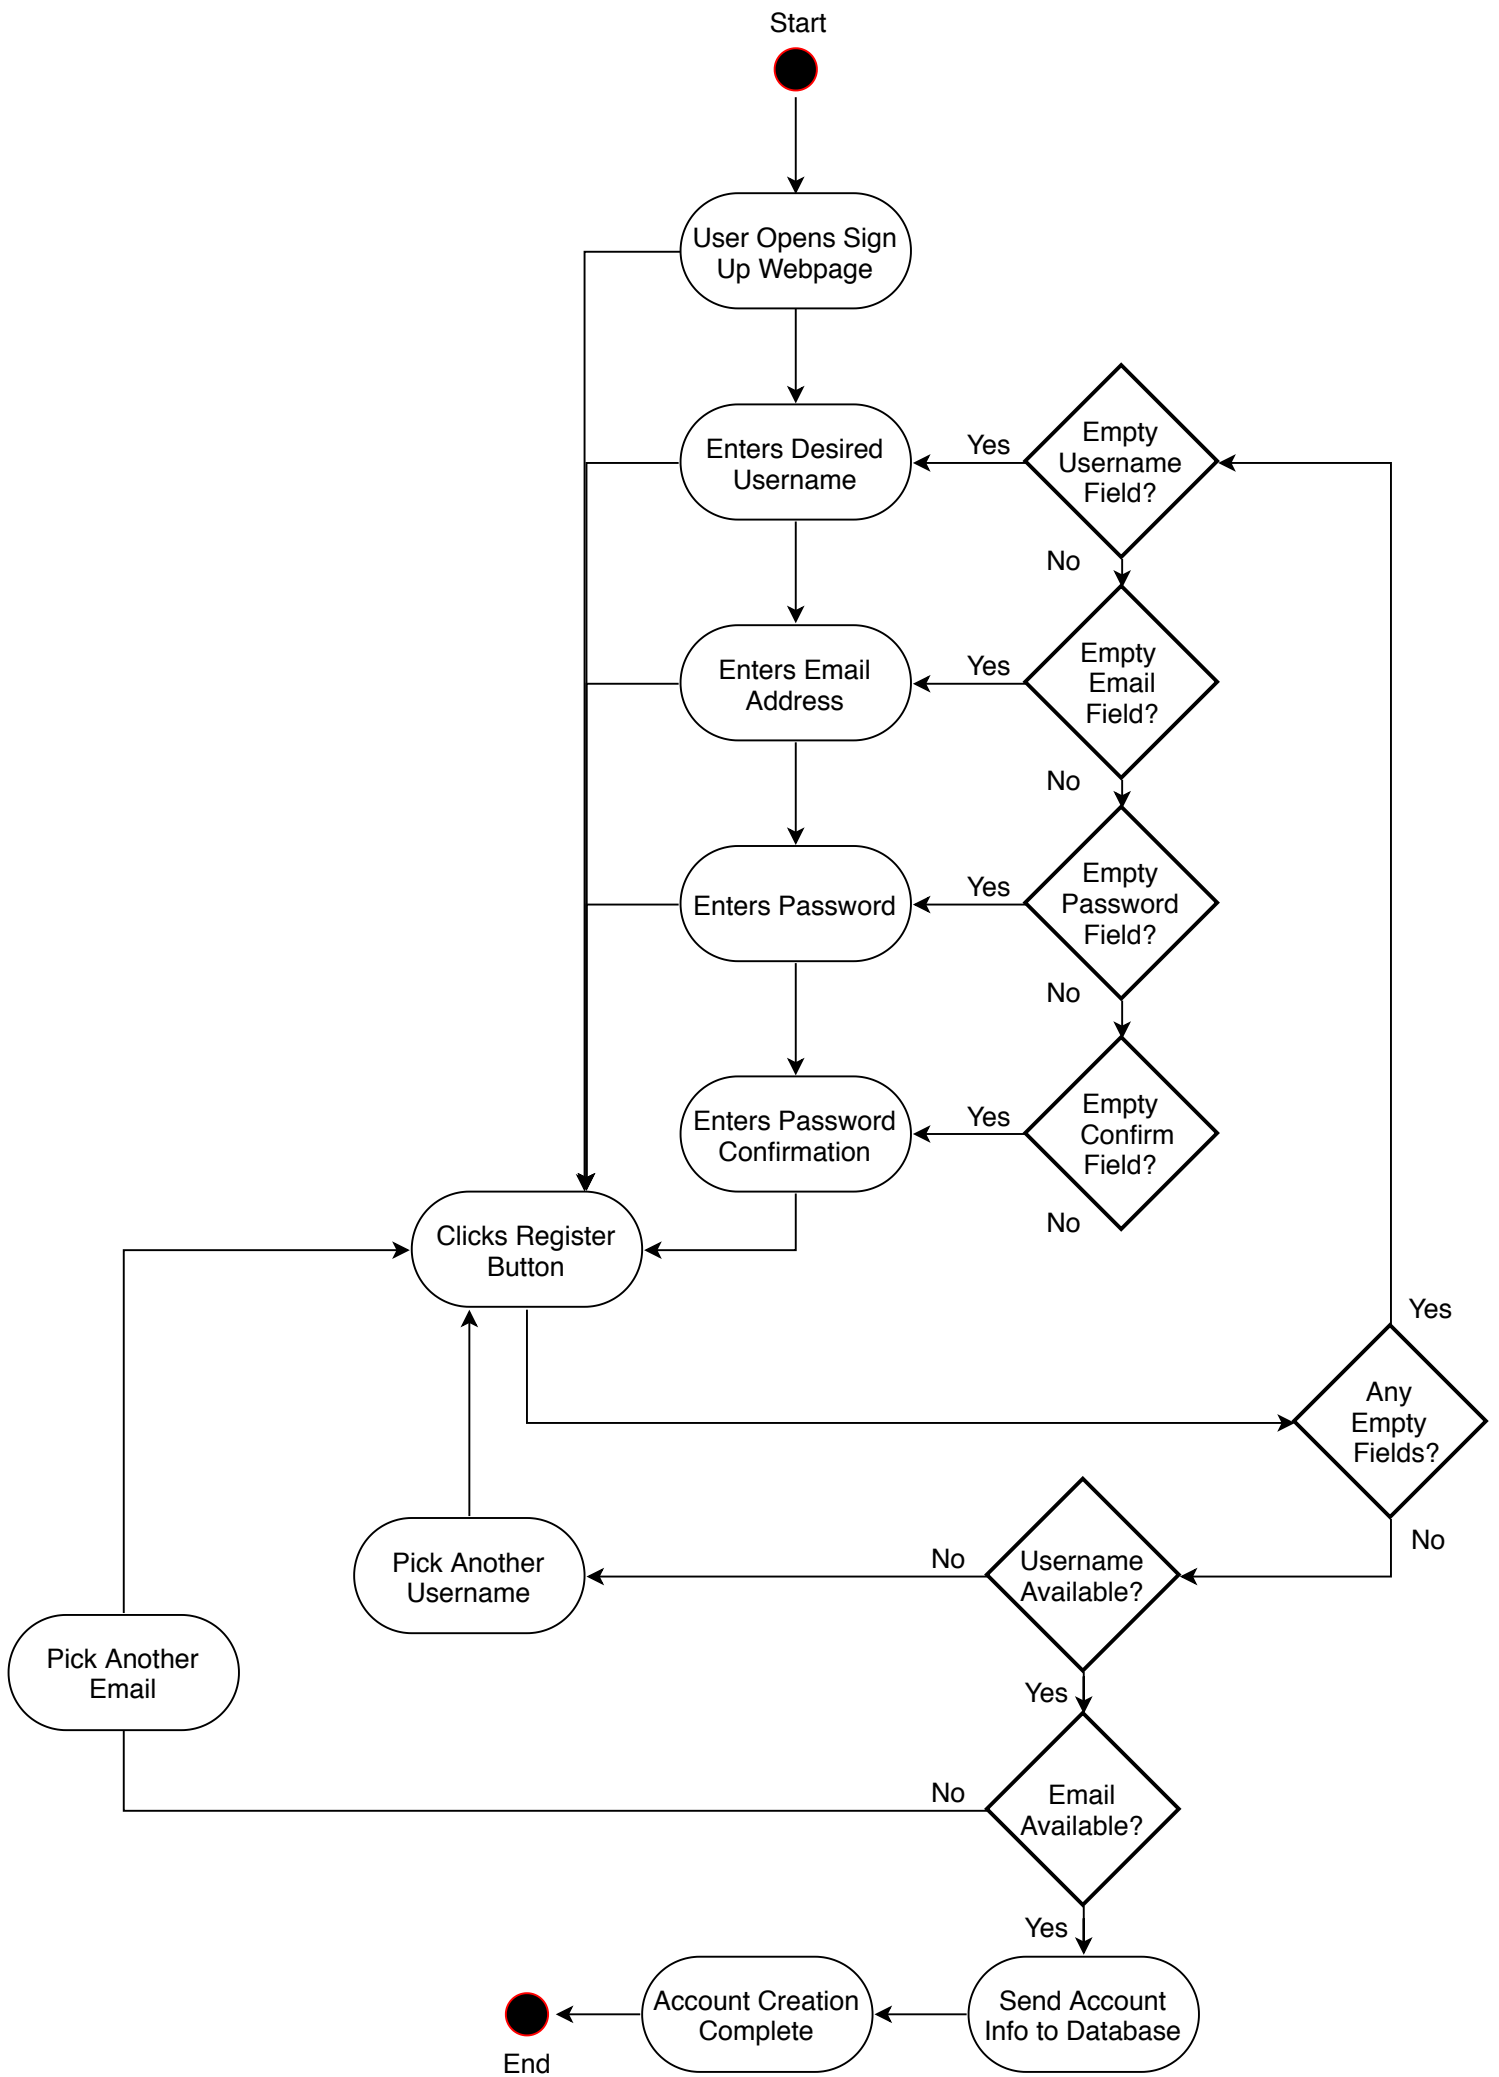 Start
User Opens Sign
Up Webpage
Enters Desired
Username
Yes
Empty
Username
Field?
No
Enters Email
Address
Yes
Empty
Email
Field?
No
Enters Password
Yes
Empty
Password
Field?
No
Enters Password
Confirmation
Yes
Empty
Confirm
Field?
No
Clicks Register
Button
Yes
Any
Empty
Fields?
No
Pick Another
Username
No
Username
Available?
Pick Another
Email
Yes
No
Email
Available?
Yes
Account Creation
Complete
Send Account
Info to Database
End